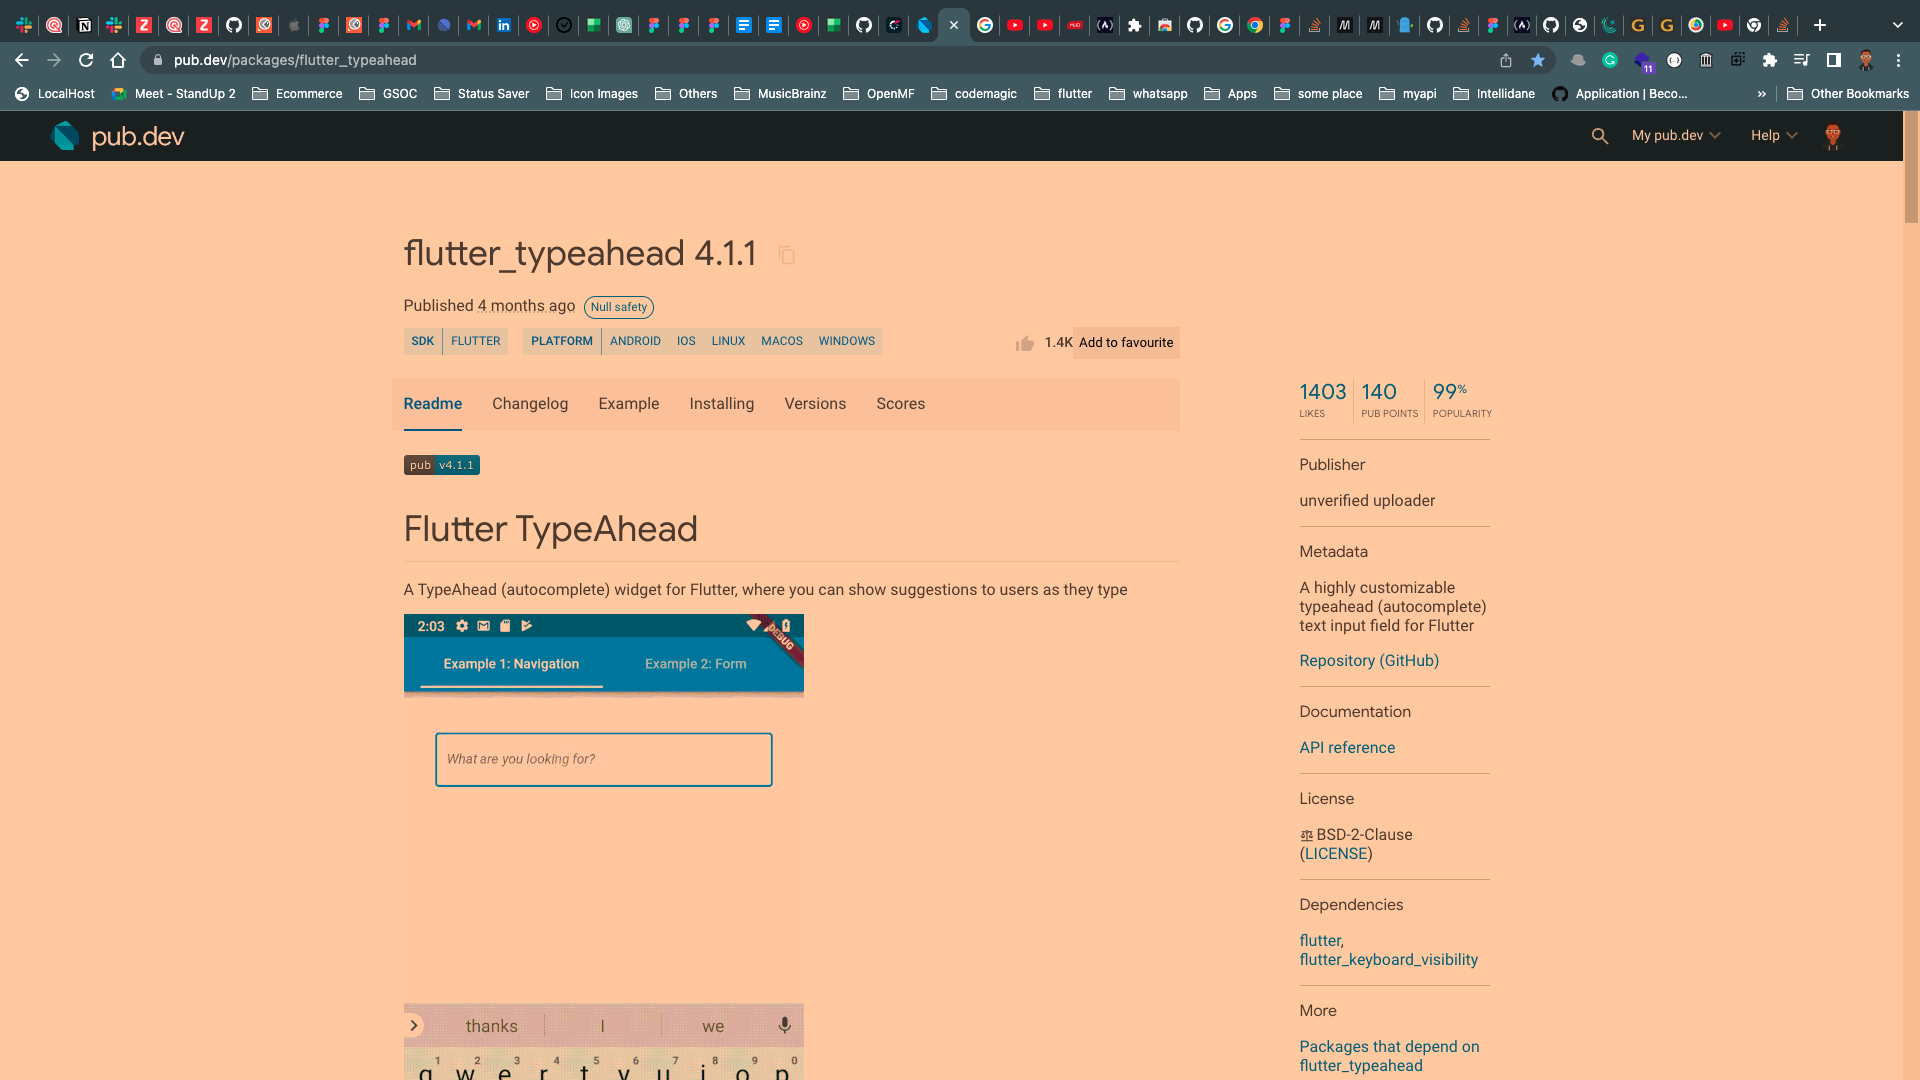 pub.dev/packages/flutter_typeahead
11
LocalHost
Meet - StandUp 2
Ecommerce
GSOC
Status Saver
Icon Images
Others
MusicBrainz
OpenMF
codemagic
flutter
whatsapp
Apps
some place
myapi
Intellidane
Application | Beco...
»
Other Bookmarks
pub.dev
My pub.dev
Help
flutter_typeahead 4.1.1
Published 4 months ago Null safety
SDK FLUTTER PLATFORM ANDROID IOS LINUX MACOS WINDOWS
1.4K Add to favourite
Readme Changelog Example Installing Versions Scores
pub v4.1.1
Flutter TypeAhead
A TypeAhead (autocomplete) widget for Flutter, where you can show suggestions to users as they type
2:03
DEBUG
Example 1: Navigation Example 2: Form
What are you looking for?
thanks I we
1 2 3 4 5 6 7 8 9 0
q w e r t y u i o p
1403 140 99%
LIKES PUB POINTS POPULARITY
Publisher
unverified uploader
Metadata
A highly customizable
typeahead (autocomplete)
text input field for Flutter
Repository (GitHub)
Documentation
API reference
License
BSD-2-Clause
(LICENSE)
Dependencies
flutter,
flutter_keyboard_visibility
More
Packages that depend on
flutter_typeahead